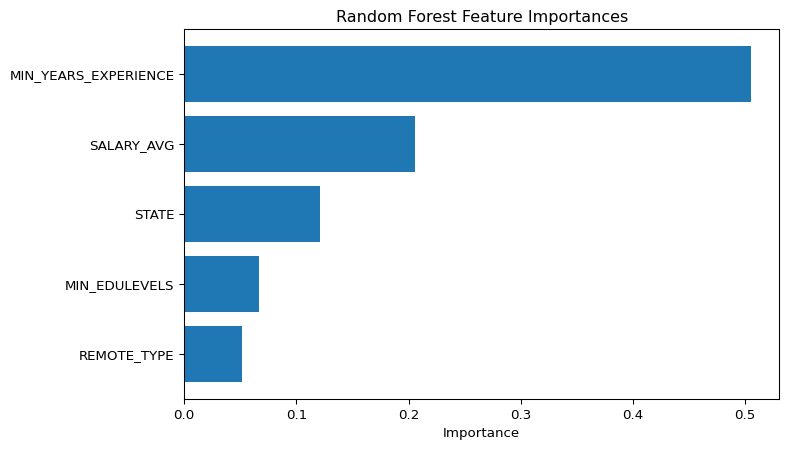 Random Forest Feature Importances
MIN_YEARS_EXPERIENCE
SALARY_AVG
STATE
MIN_EDULEVELS
REMOTE_TYPE
0.0 0.1 0.2 0.3 0.4 0.5
Importance